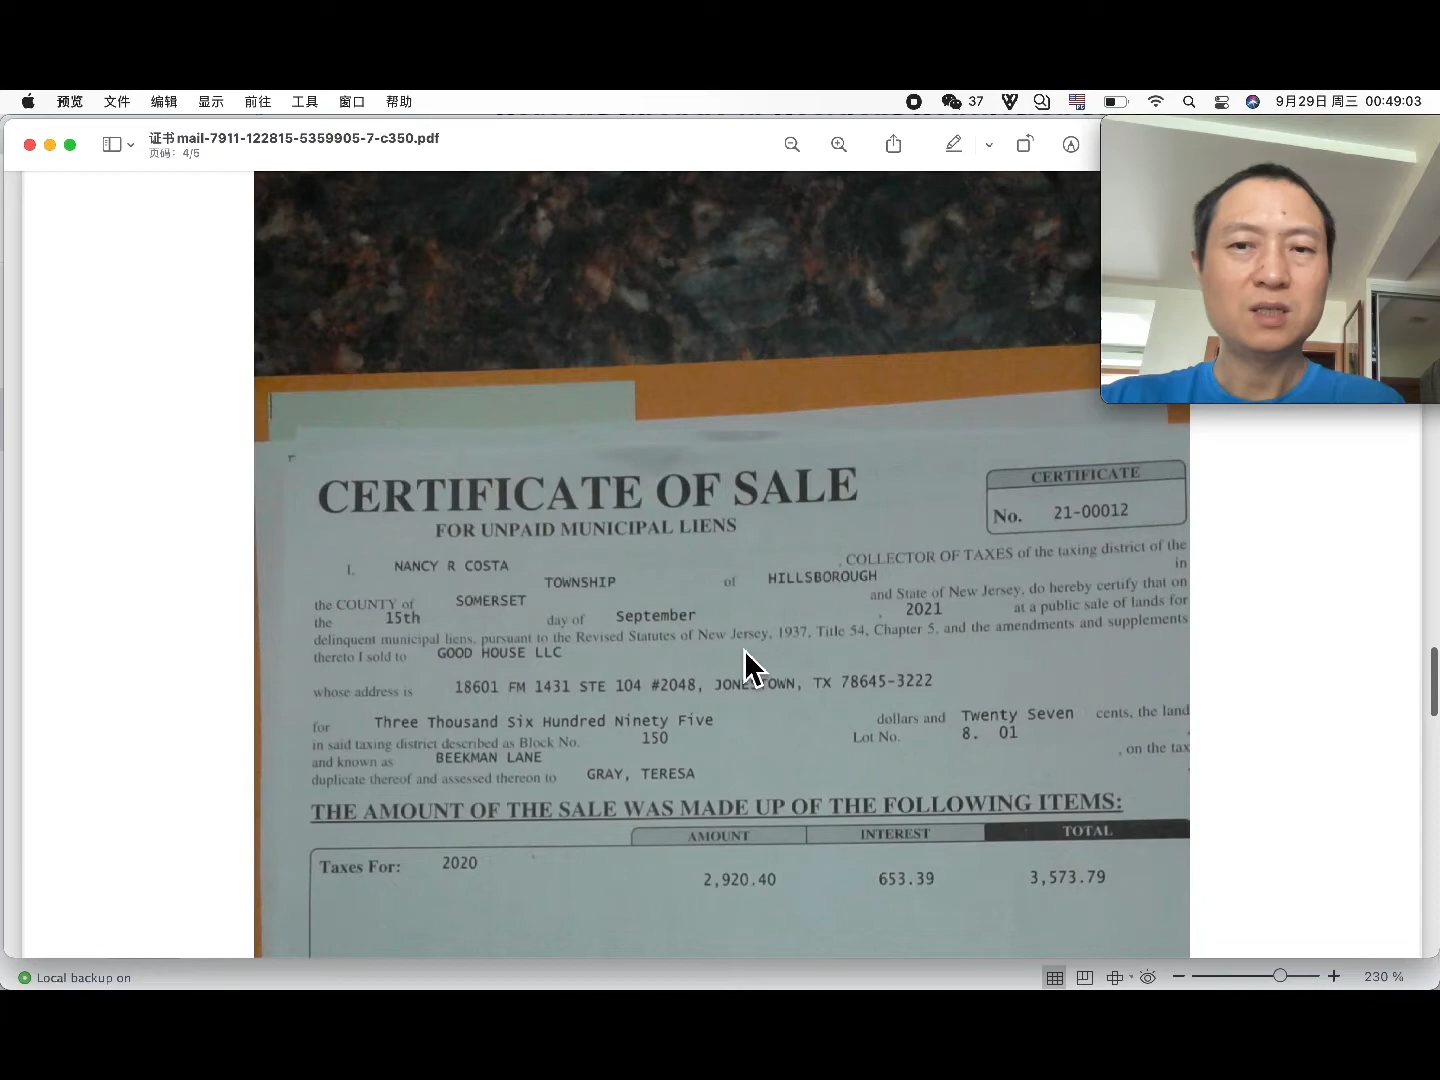 预览 文件 编辑 显示 前往 工具 窗口 帮助 37 9月29日 周三 00:49:03
证书mail-7911-122815-5359905-7-c350.pdf
页码: 4/5
CERTIFICATE OF SALE
FOR UNPAID MUNICIPAL LIENS
CERTIFICATE
No. 21-00012
I. NANCY R COSTA , COLLECTOR OF TAXES of the taxing district of the
TOWNSHIP of HILLSBOROUGH in
the COUNTY of SOMERSET and State of New Jersey, do hereby certify that on
the 15th day of September , 2021 at a public sale of lands for
delinquent municipal liens, pursuant to the Revised Statutes of New Jersey, 1937, Title 54, Chapter 5, and the amendments and supplements
thereto I sold to GOOD HOUSE LLC
whose address is 18601 FM 1431 STE 104 #2048, JONESTOWN, TX 78645-3222
for Three Thousand Six Hundred Ninety Five dollars and Twenty Seven cents, the land
in said taxing district described as Block No. 150 Lot No. 8. 01
and known as BEEKMAN LANE , on the tax
duplicate thereof and assessed thereon to GRAY, TERESA
THE AMOUNT OF THE SALE WAS MADE UP OF THE FOLLOWING ITEMS:
AMOUNT INTEREST TOTAL
Taxes For: 2020
2,920.40 653.39 3,573.79
Local backup on
230 %